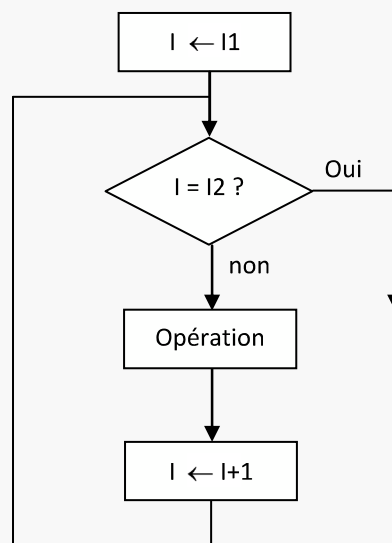 I ← I1
I = I2 ?
Oui
non
Opération
I ← I+1